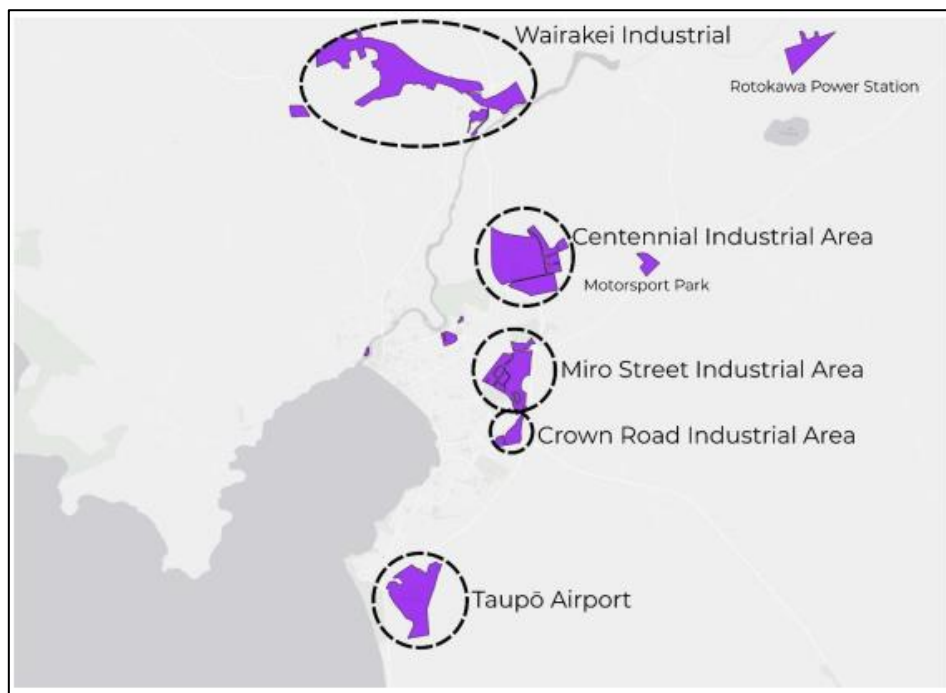 Wairakei Industrial
Rotokawa Power Station
Centennial Industrial Area
Motorsport Park
Miro Street Industrial Area
Crown Road Industrial Area
Taupō Airport